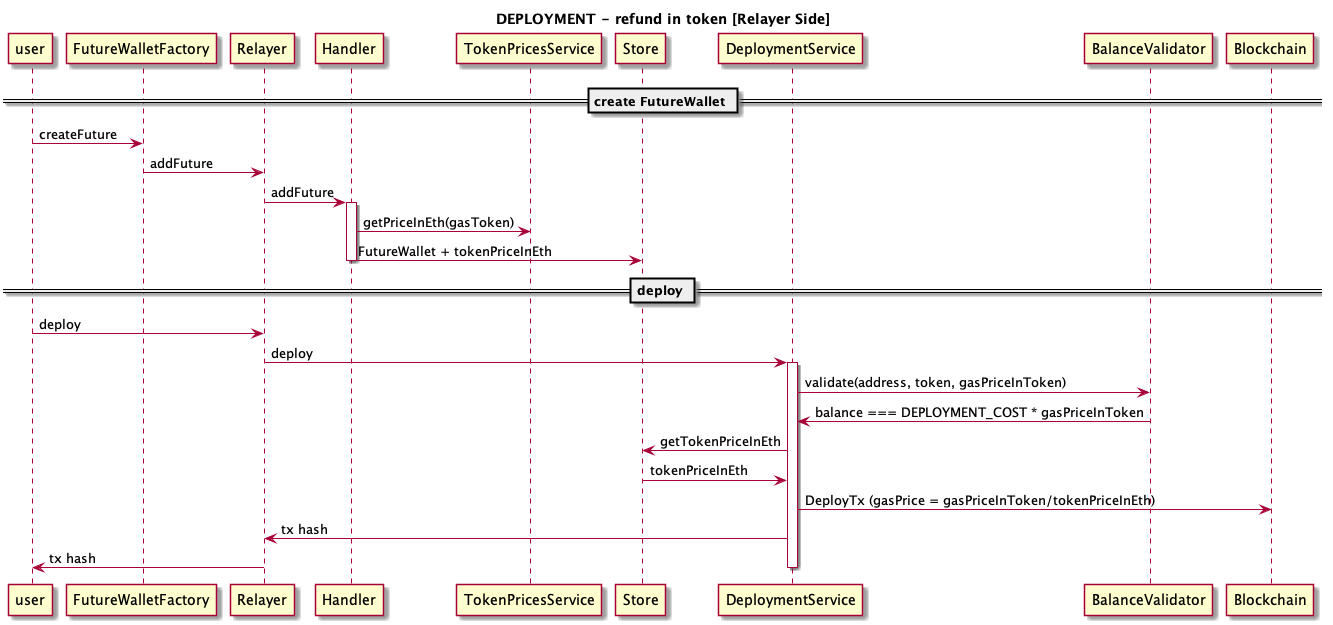 DEPLOYMENT - refund in token [Relayer Side]
user FutureWalletFactory Relayer Handler TokenPricesService Store DeploymentService BalanceValidator Blockchain
create FutureWallet
createFuture
addFuture
addFuture
getPriceInEth(gasToken)
FutureWallet + tokenPriceInEth
deploy
deploy
deploy
validate(address, token, gasPriceInToken)
balance === DEPLOYMENT_COST * gasPriceInToken
getTokenPriceInEth
tokenPriceInEth
DeployTx (gasPrice = gasPriceInToken/tokenPriceInEth)
tx hash
tx hash
user FutureWalletFactory Relayer Handler TokenPricesService Store DeploymentService BalanceValidator Blockchain